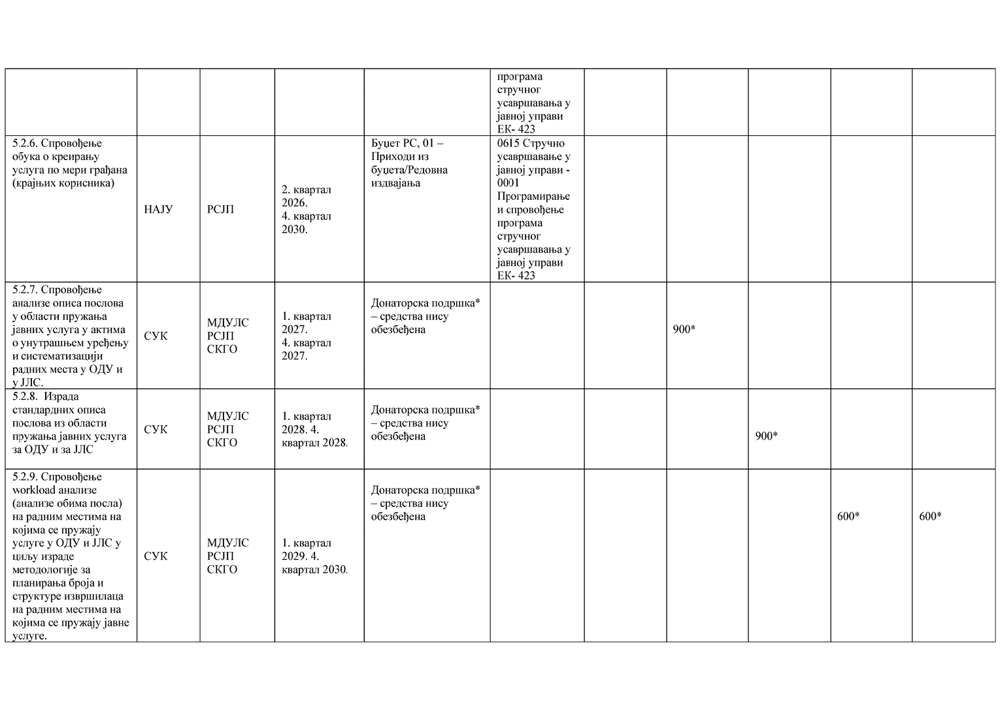 програма
стручног
усавршавања у
јавној управи
ЕК- 423
5.2.6. Спровођење
обука о креирању
услуга по мери грађана
(крајњих корисника)
НАЈУ
РСЈП
2. квартал
2026.
4. квартал
2030.
Буџет РС, 01 –
Приходи из
буџета/Редовна
издвајања
0615 Стручно
усавршавање у
јавној управи -
0001
Програмирање
и спровођење
програма
стручног
усавршавања у
јавној управи
ЕК- 423
5.2.7. Спровођење
анализе описа послова
у области пружања
јавних услуга у актима
о унутрашњем уређењу
и систематизацији
радних места у ОДУ и
у ЈЛС.
СУК
МДУЛС
РСЈП
СКГО
1. квартал
2027.
4. квартал
2027.
Донаторска подршка*
– средства нису
обезбеђена
900*
5.2.8.  Израда
стандардних описа
послова из области
пружања јавних услуга
за ОДУ и за ЈЛС
СУК
МДУЛС
РСЈП
СКГО
1. квартал
2028. 4.
квартал 2028.
Донаторска подршка*
– средства нису
обезбеђена
900*
5.2.9. Спровођење
workload анализе
(анализе обима посла)
на радним местима на
којима се пружају
услуге у ОДУ и ЈЛС у
циљу израде
методологије за
планирања броја и
структуре извршилаца
на радним местима на
којима се пружају јавне
услуге.
СУК
МДУЛС
РСЈП
СКГО
1. квартал
2029. 4.
квартал 2030.
Донаторска подршка*
– средства нису
обезбеђена
600*
600*